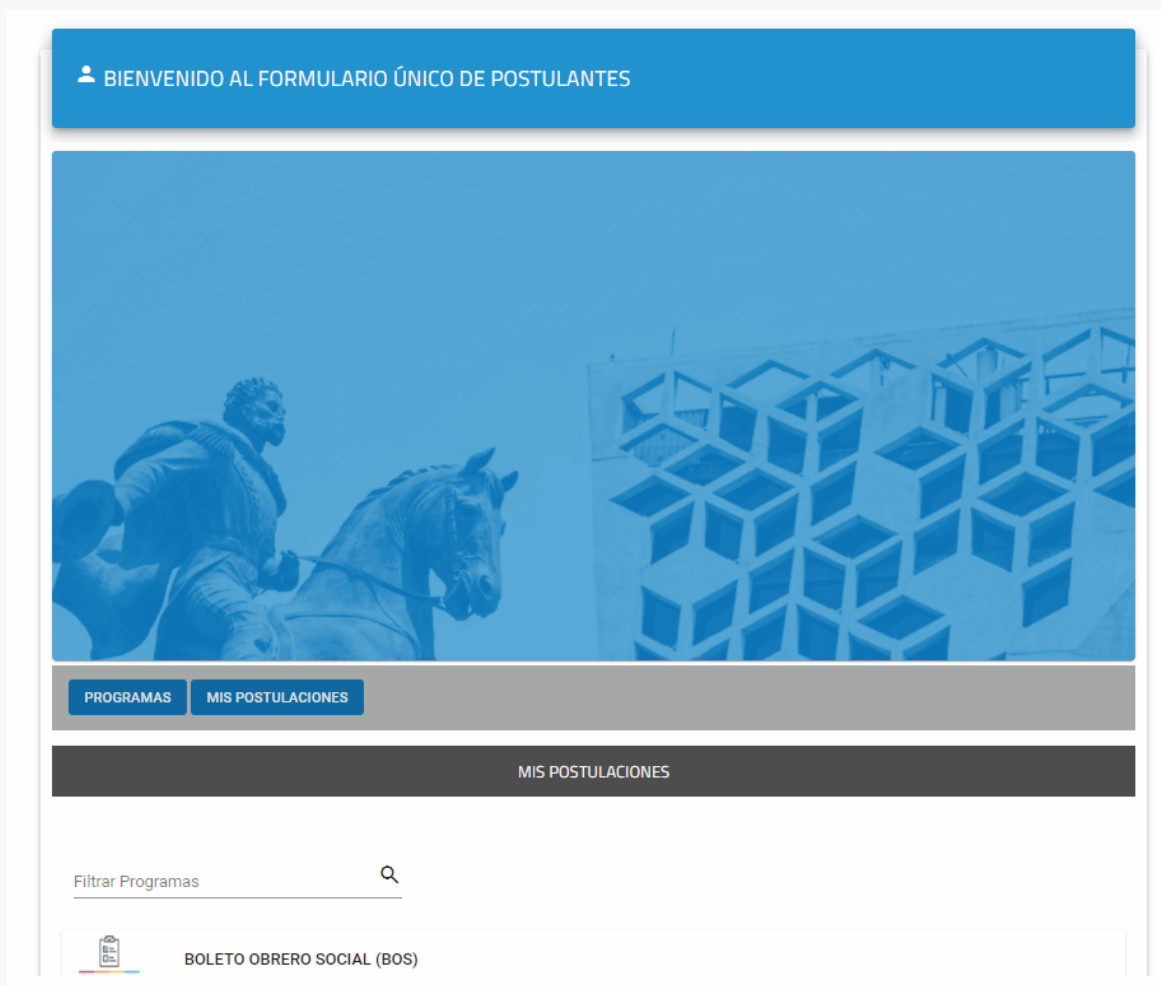 BIENVENIDO AL FORMULARIO ÚNICO DE POSTULANTES
PROGRAMAS
MIS POSTULACIONES
MIS POSTULACIONES
Filtrar Programas
BOLETO OBRERO SOCIAL (BOS)